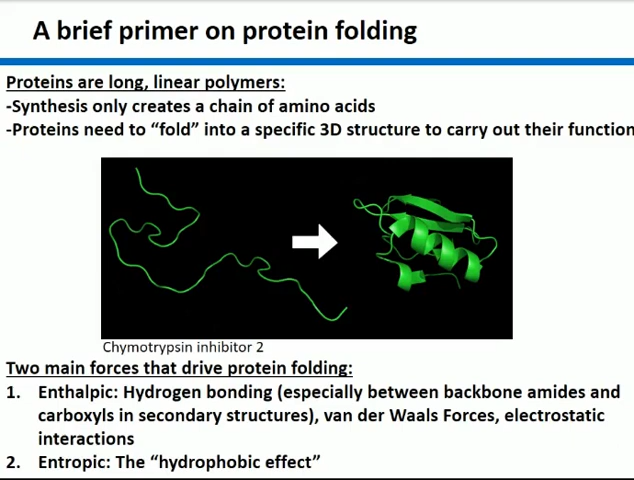 A brief primer on protein folding
Proteins are long, linear polymers:
-Synthesis only creates a chain of amino acids
-Proteins need to “fold” into a specific 3D structure to carry out their function
Chymotrypsin inhibitor 2
Two main forces that drive protein folding:
1. Enthalpic: Hydrogen bonding (especially between backbone amides and
carboxyls in secondary structures), van der Waals Forces, electrostatic
interactions
2. Entropic: The “hydrophobic effect”